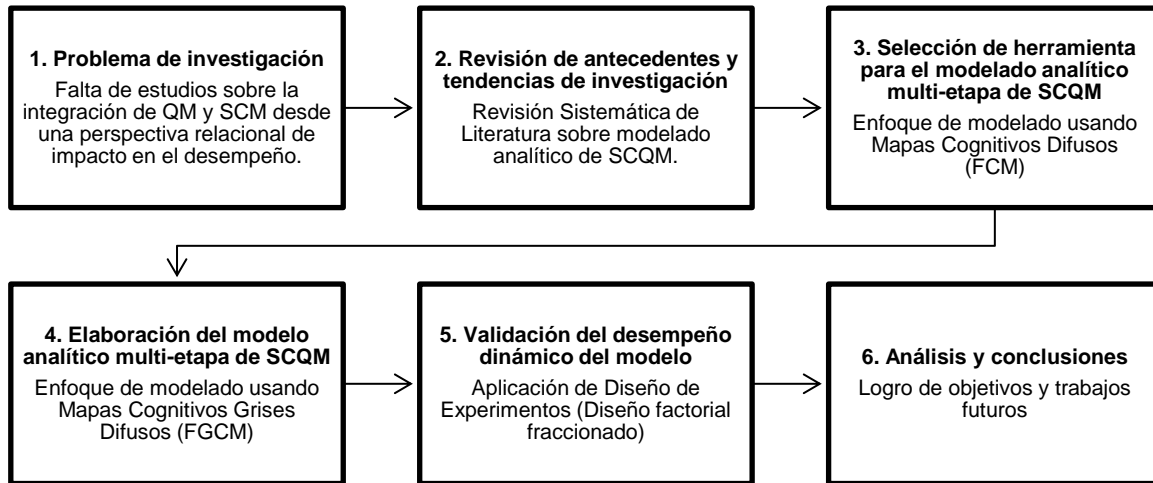 1. Problema de investigación
Falta de estudios sobre la
integración de QM y SCM desde
una perspectiva relacional de
impacto en el desempeño.
2. Revisión de antecedentes y
tendencias de investigación
Revisión Sistemática de
Literatura sobre modelado
analítico de SCQM.
3. Selección de herramienta
para el modelado analítico
multi-etapa de SCQM
Enfoque de modelado usando
Mapas Cognitivos Difusos
(FCM)
4. Elaboración del modelo
analítico multi-etapa de SCQM
Enfoque de modelado usando
Mapas Cognitivos Grises
Difusos (FGCM)
5. Validación del desempeño
dinámico del modelo
Aplicación de Diseño de
Experimentos (Diseño factorial
fraccionado)
6. Análisis y conclusiones
Logro de objetivos y trabajos
futuros